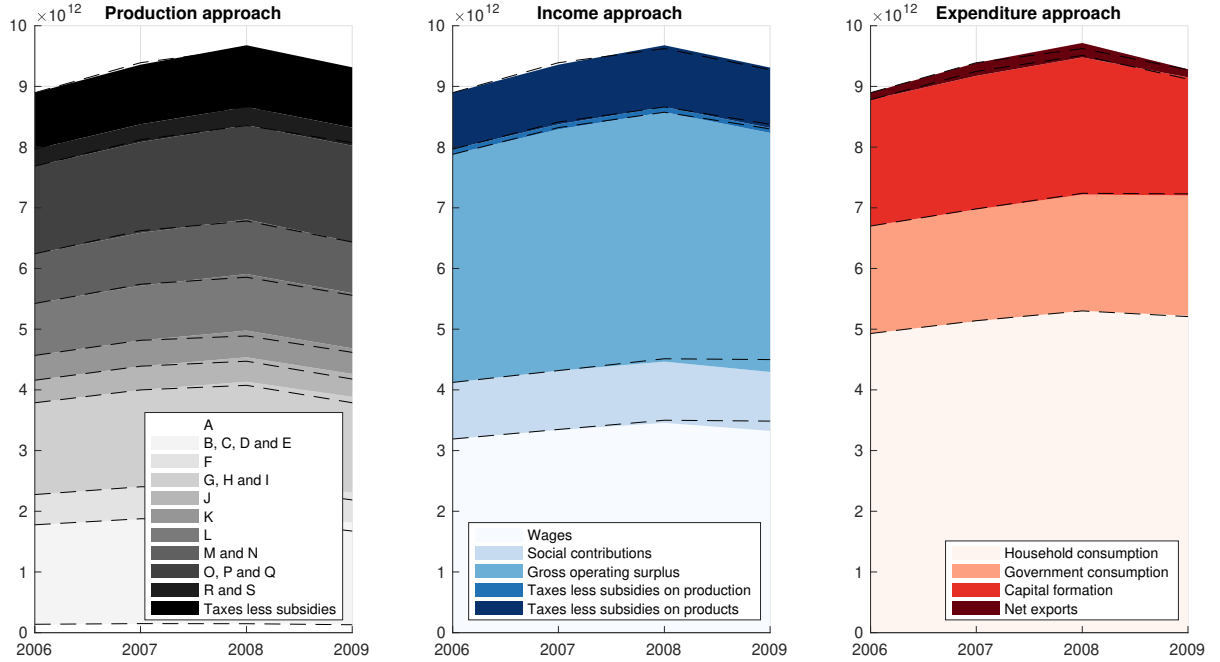 Production approach
×10^12
10
9
8
7
6
5
4
3
2
1
0
2006 2007 2008 2009
A
B, C, D and E
F
G, H and I
J
K
L
M and N
O, P and Q
R and S
Taxes less subsidies
Income approach
×10^12
10
9
8
7
6
5
4
3
2
1
0
2006 2007 2008 2009
Wages
Social contributions
Gross operating surplus
Taxes less subsidies on production
Taxes less subsidies on products
Expenditure approach
×10^12
10
9
8
7
6
5
4
3
2
1
0
2006 2007 2008 2009
Household consumption
Government consumption
Capital formation
Net exports